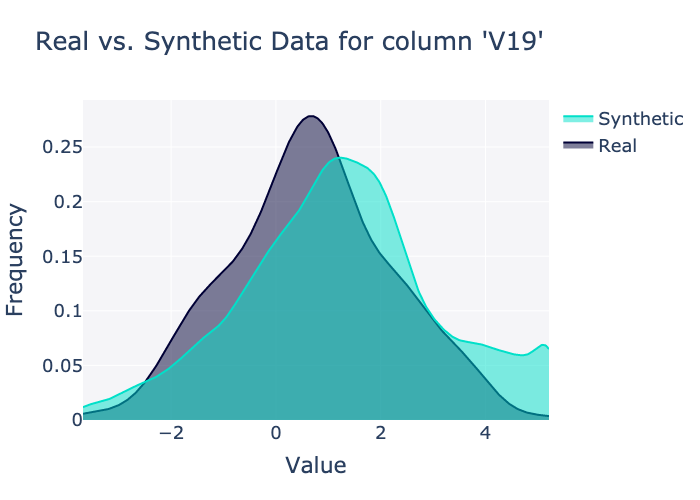 Real vs. Synthetic Data for column 'V19'
Synthetic
Real
0.25
0.2
0.15
0.1
0.05
0
Frequency
−2
0
2
4
Value